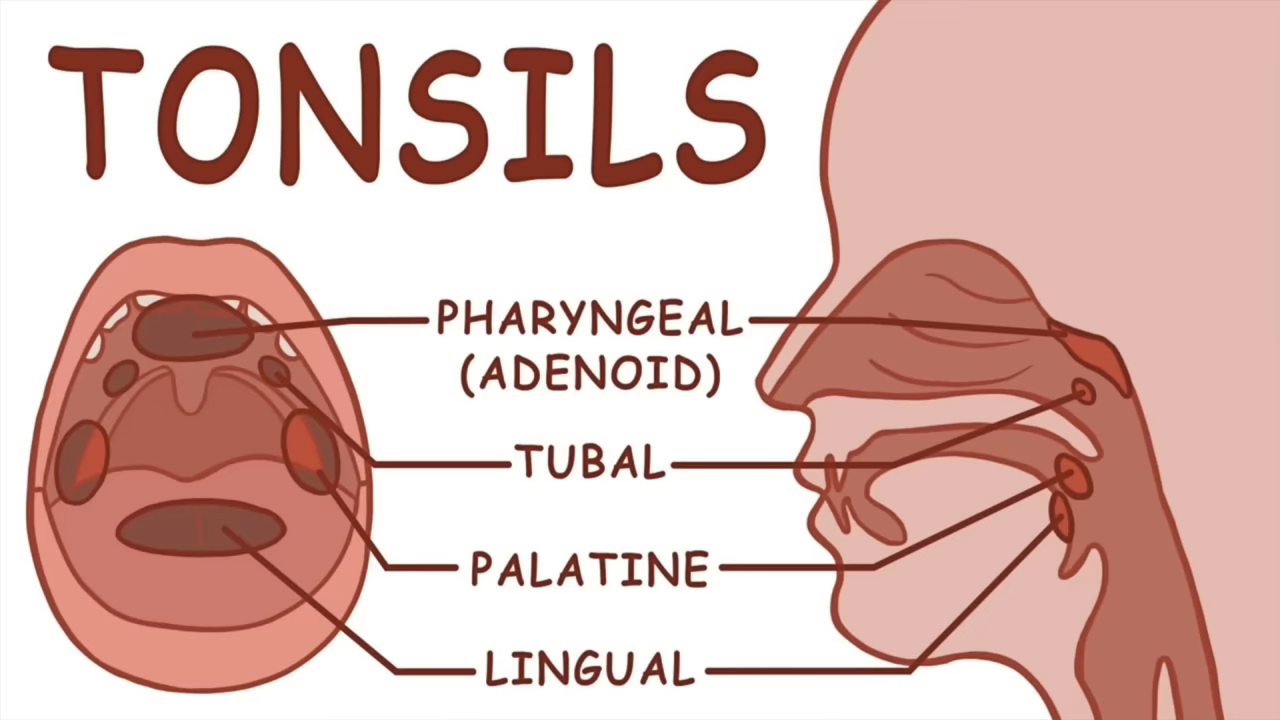 TONSILS
PHARYNGEAL
(ADENOID)
TUBAL
PALATINE
LINGUAL